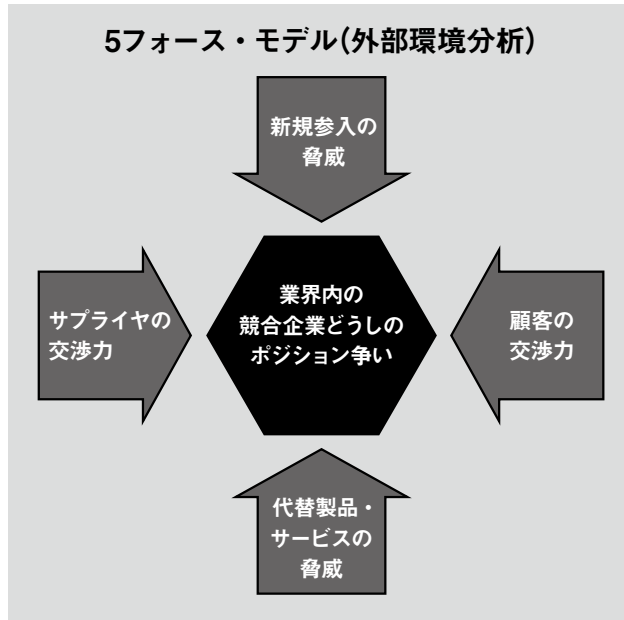 5フォース・モデル(外部環境分析)
新規参入の
脅威
サプライヤの
交渉力
業界内の
競合企業どうしの
ポジション争い
顧客の
交渉力
代替製品・
サービスの
脅威